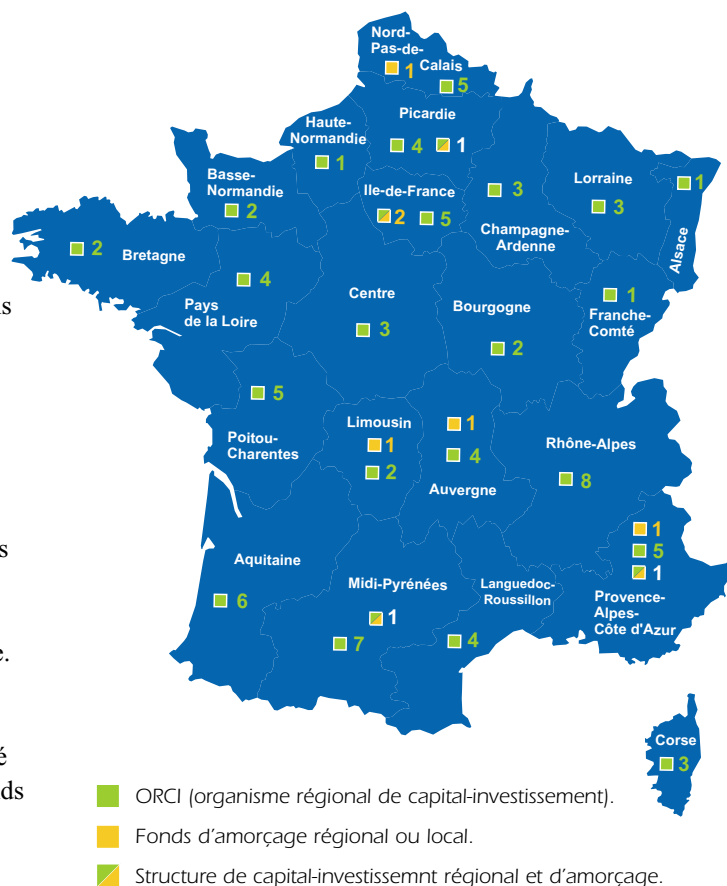 Nord-
Pas-de-
Calais
1
5
Picardie
4
1
Haute-
Normandie
1
Basse-
Normandie
2
Ile-de-France
2
5
3
Champagne-
Ardenne
Lorraine
3
1
Alsace
2
Bretagne
4
Pays
de la Loire
Centre
3
Bourgogne
2
1
Franche-
Comté
5
Poitou-
Charentes
Limousin
1
2
1
4
Auvergne
Rhône-Alpes
8
1
5
1
Provence-
Alpes-
Côte d'Azur
Aquitaine
6
Midi-Pyrénées
1
7
Languedoc-
Roussillon
4
Corse
3
s
s
e.
é
ds
ORCI (organisme régional de capital-investissement).
Fonds d'amorçage régional ou local.
Structure de capital-investissemnt régional et d'amorçage.